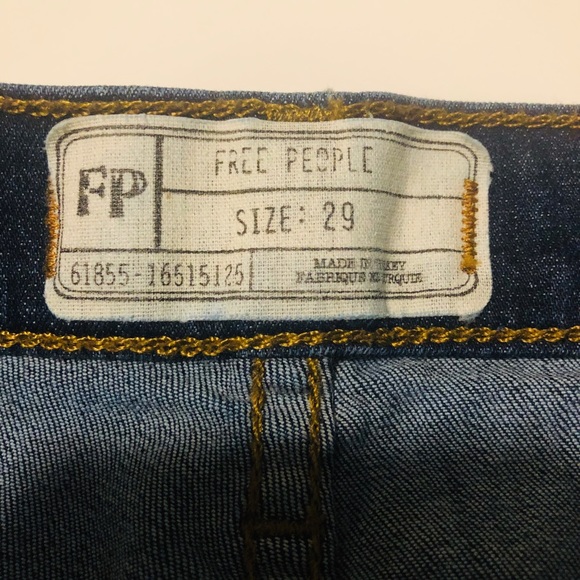 FP
FREE PEOPLE
SIZE: 29
61855-16515125
MADE IN
FABRIQUE